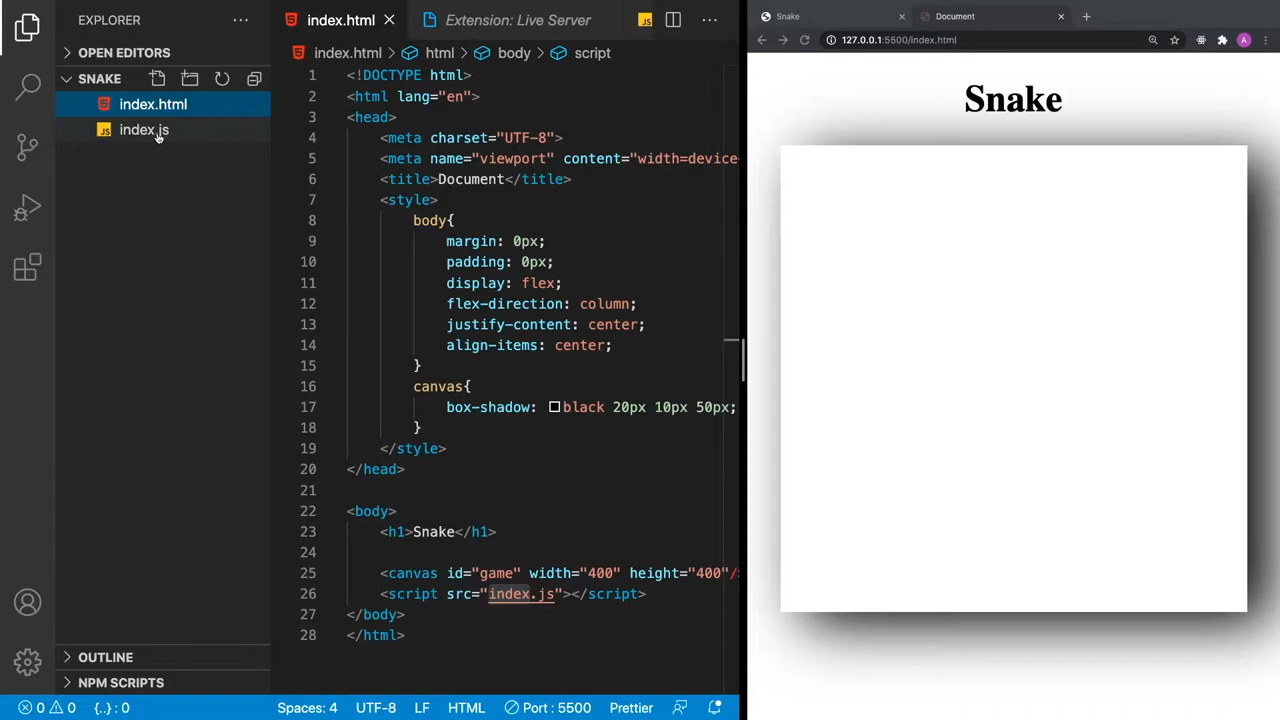 EXPLORER
OPEN EDITORS
SNAKE
index.html
JS index.js
OUTLINE
NPM SCRIPTS
index.html
Extension: Live Server
JS
index.html > html > body > script
1 <!DOCTYPE html>
2 <html lang="en">
3 <head>
4 <meta charset="UTF-8">
5 <meta name="viewport" content="width=device-
6 <title>Document</title>
7 <style>
8 body{
9 margin: 0px;
10 padding: 0px;
11 display: flex;
12 flex-direction: column;
13 justify-content: center;
14 align-items: center;
15 }
16 canvas{
17 box-shadow: black 20px 10px 50px;
18 }
19 </style>
20 </head>
21
22 <body>
23 <h1>Snake</h1>
24
25 <canvas id="game" width="400" height="400"/>
26 <script src="index.js"></script>
27 </body>
28 </html>
0 0 {..} : 0 Spaces: 4 UTF-8 LF HTML Port : 5500 Prettier
Snake
Document
127.0.0.1:5500/index.html
A
Snake